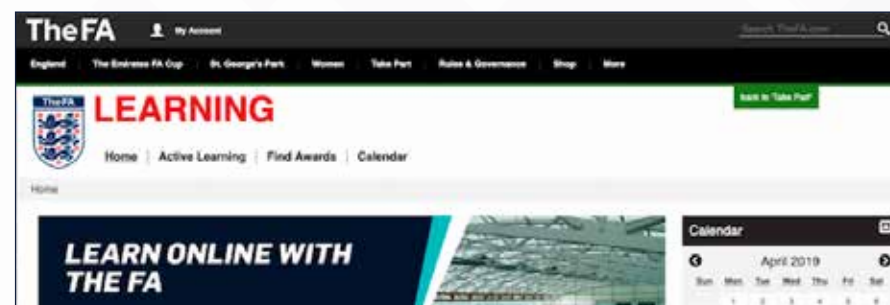 TheFA My Account Search TheFA.com
England The Emirates FA Cup St. George's Park Women Take Part Rules & Governance Shop More
back to 'Take Part'
TheFA
LEARNING
Home Active Learning Find Awards Calendar
Home
LEARN ONLINE WITH
THE FA
Calendar
April 2019
Sun Mon Tue Wed Thu Fri Sat